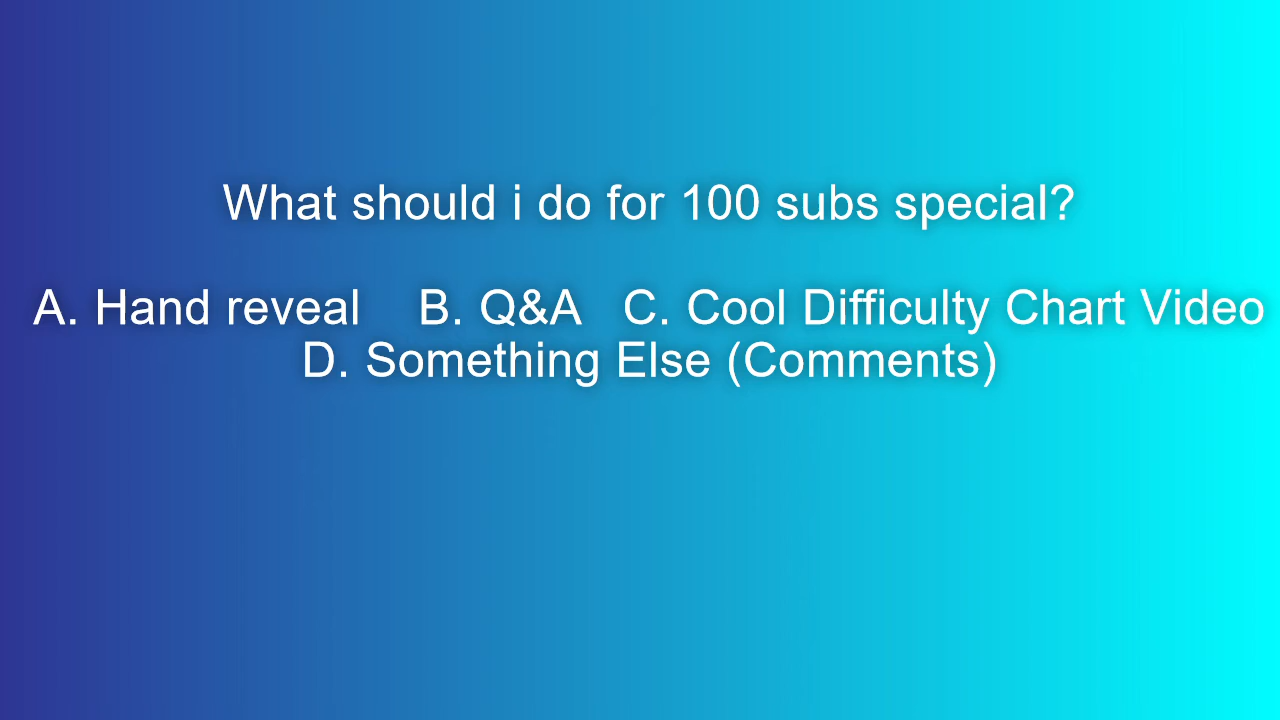 What should i do for 100 subs special?
A. Hand reveal B. Q&A C. Cool Difficulty Chart Video
D. Something Else (Comments)